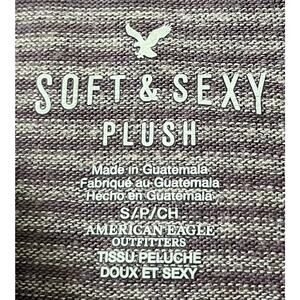 SOFT & SEXY
PLUSH
Made in Guatemala
Fabriqué au Guatemala
Hecho en Guatemala
S/P/CH
AMERICAN EAGLE
OUTFITTERS
TISSU PELUCHE
DOUX ET SEXY